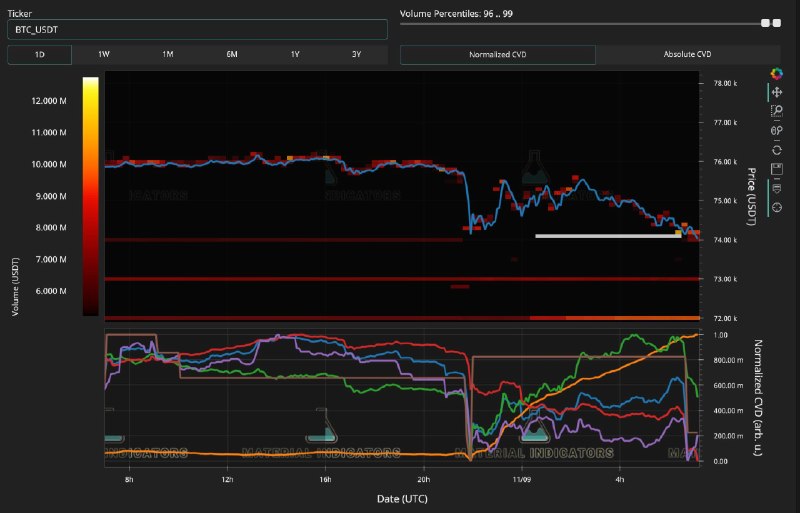 Ticker
BTC_USDT
Volume Percentiles: 96 .. 99
1D
1W
1M
6M
1Y
3Y
Normalized CVD
Absolute CVD
12.000 M
11.000 M
10.000 M
9.000 M
8.000 M
7.000 M
6.000 M
Volume (USDT)
78.00 k
77.00 k
76.00 k
75.00 k
74.00 k
73.00 k
72.00 k
Price (USDT)
ICATORS
INDICATORS
1.00
800.00 m
600.00 m
400.00 m
200.00 m
0.00
Normalized CVD (arb. u.)
INDICATORS
MATERIAL INDICATORS
MATERIAL INDICATORS
MA
8h
12h
16h
20h
11/09
4h
Date (UTC)